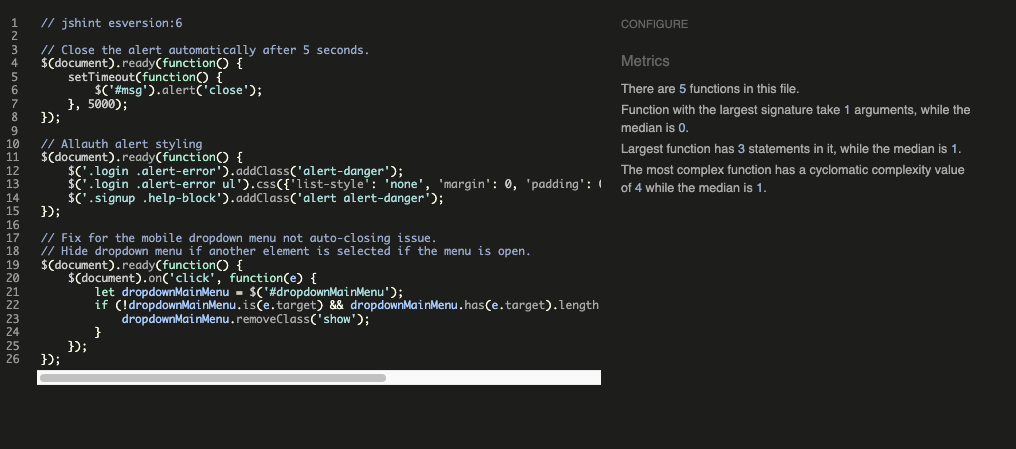 1 // jshint esversion:6
2
3 // Close the alert automatically after 5 seconds.
4 $(document).ready(function() {
5     setTimeout(function() {
6         $('#msg').alert('close');
7     }, 5000);
8 });
9
10 // Allauth alert styling
11 $(document).ready(function() {
12     $('.login .alert-error').addClass('alert-danger');
13     $('.login .alert-error ul').css({'list-style': 'none', 'margin': 0, 'padding':
14     $('.signup .help-block').addClass('alert alert-danger');
15 });
16
17 // Fix for the mobile dropdown menu not auto-closing issue.
18 // Hide dropdown menu if another element is selected if the menu is open.
19 $(document).ready(function() {
20     $(document).on('click', function(e) {
21         let dropdownMainMenu = $('#dropdownMainMenu');
22         if (!dropdownMainMenu.is(e.target) && dropdownMainMenu.has(e.target).length
23             dropdownMainMenu.removeClass('show');
24         }
25     });
26 });
CONFIGURE
Metrics
There are 5 functions in this file.
Function with the largest signature take 1 arguments, while the
median is 0.
Largest function has 3 statements in it, while the median is 1.
The most complex function has a cyclomatic complexity value
of 4 while the median is 1.